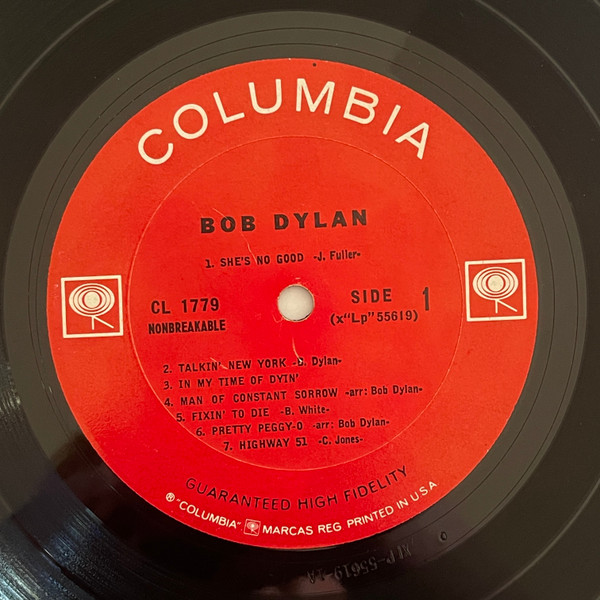 COLUMBIA
BOB DYLAN
1. SHE'S NO GOOD -J. Fuller-
CL 1779
NONBREAKABLE
SIDE 1
(x"Lp"55619)
2. TALKIN' NEW YORK -B. Dylan-
3. IN MY TIME OF DYIN'
4. MAN OF CONSTANT SORROW -arr: Bob Dylan-
5. FIXIN' TO DIE -B. White-
6. PRETTY PEGGY-O -arr: Bob Dylan-
7. HIGHWAY 51 -C. Jones-
GUARANTEED HIGH FIDELITY
® "COLUMBIA" MARCAS REG. PRINTED IN U.S.A.